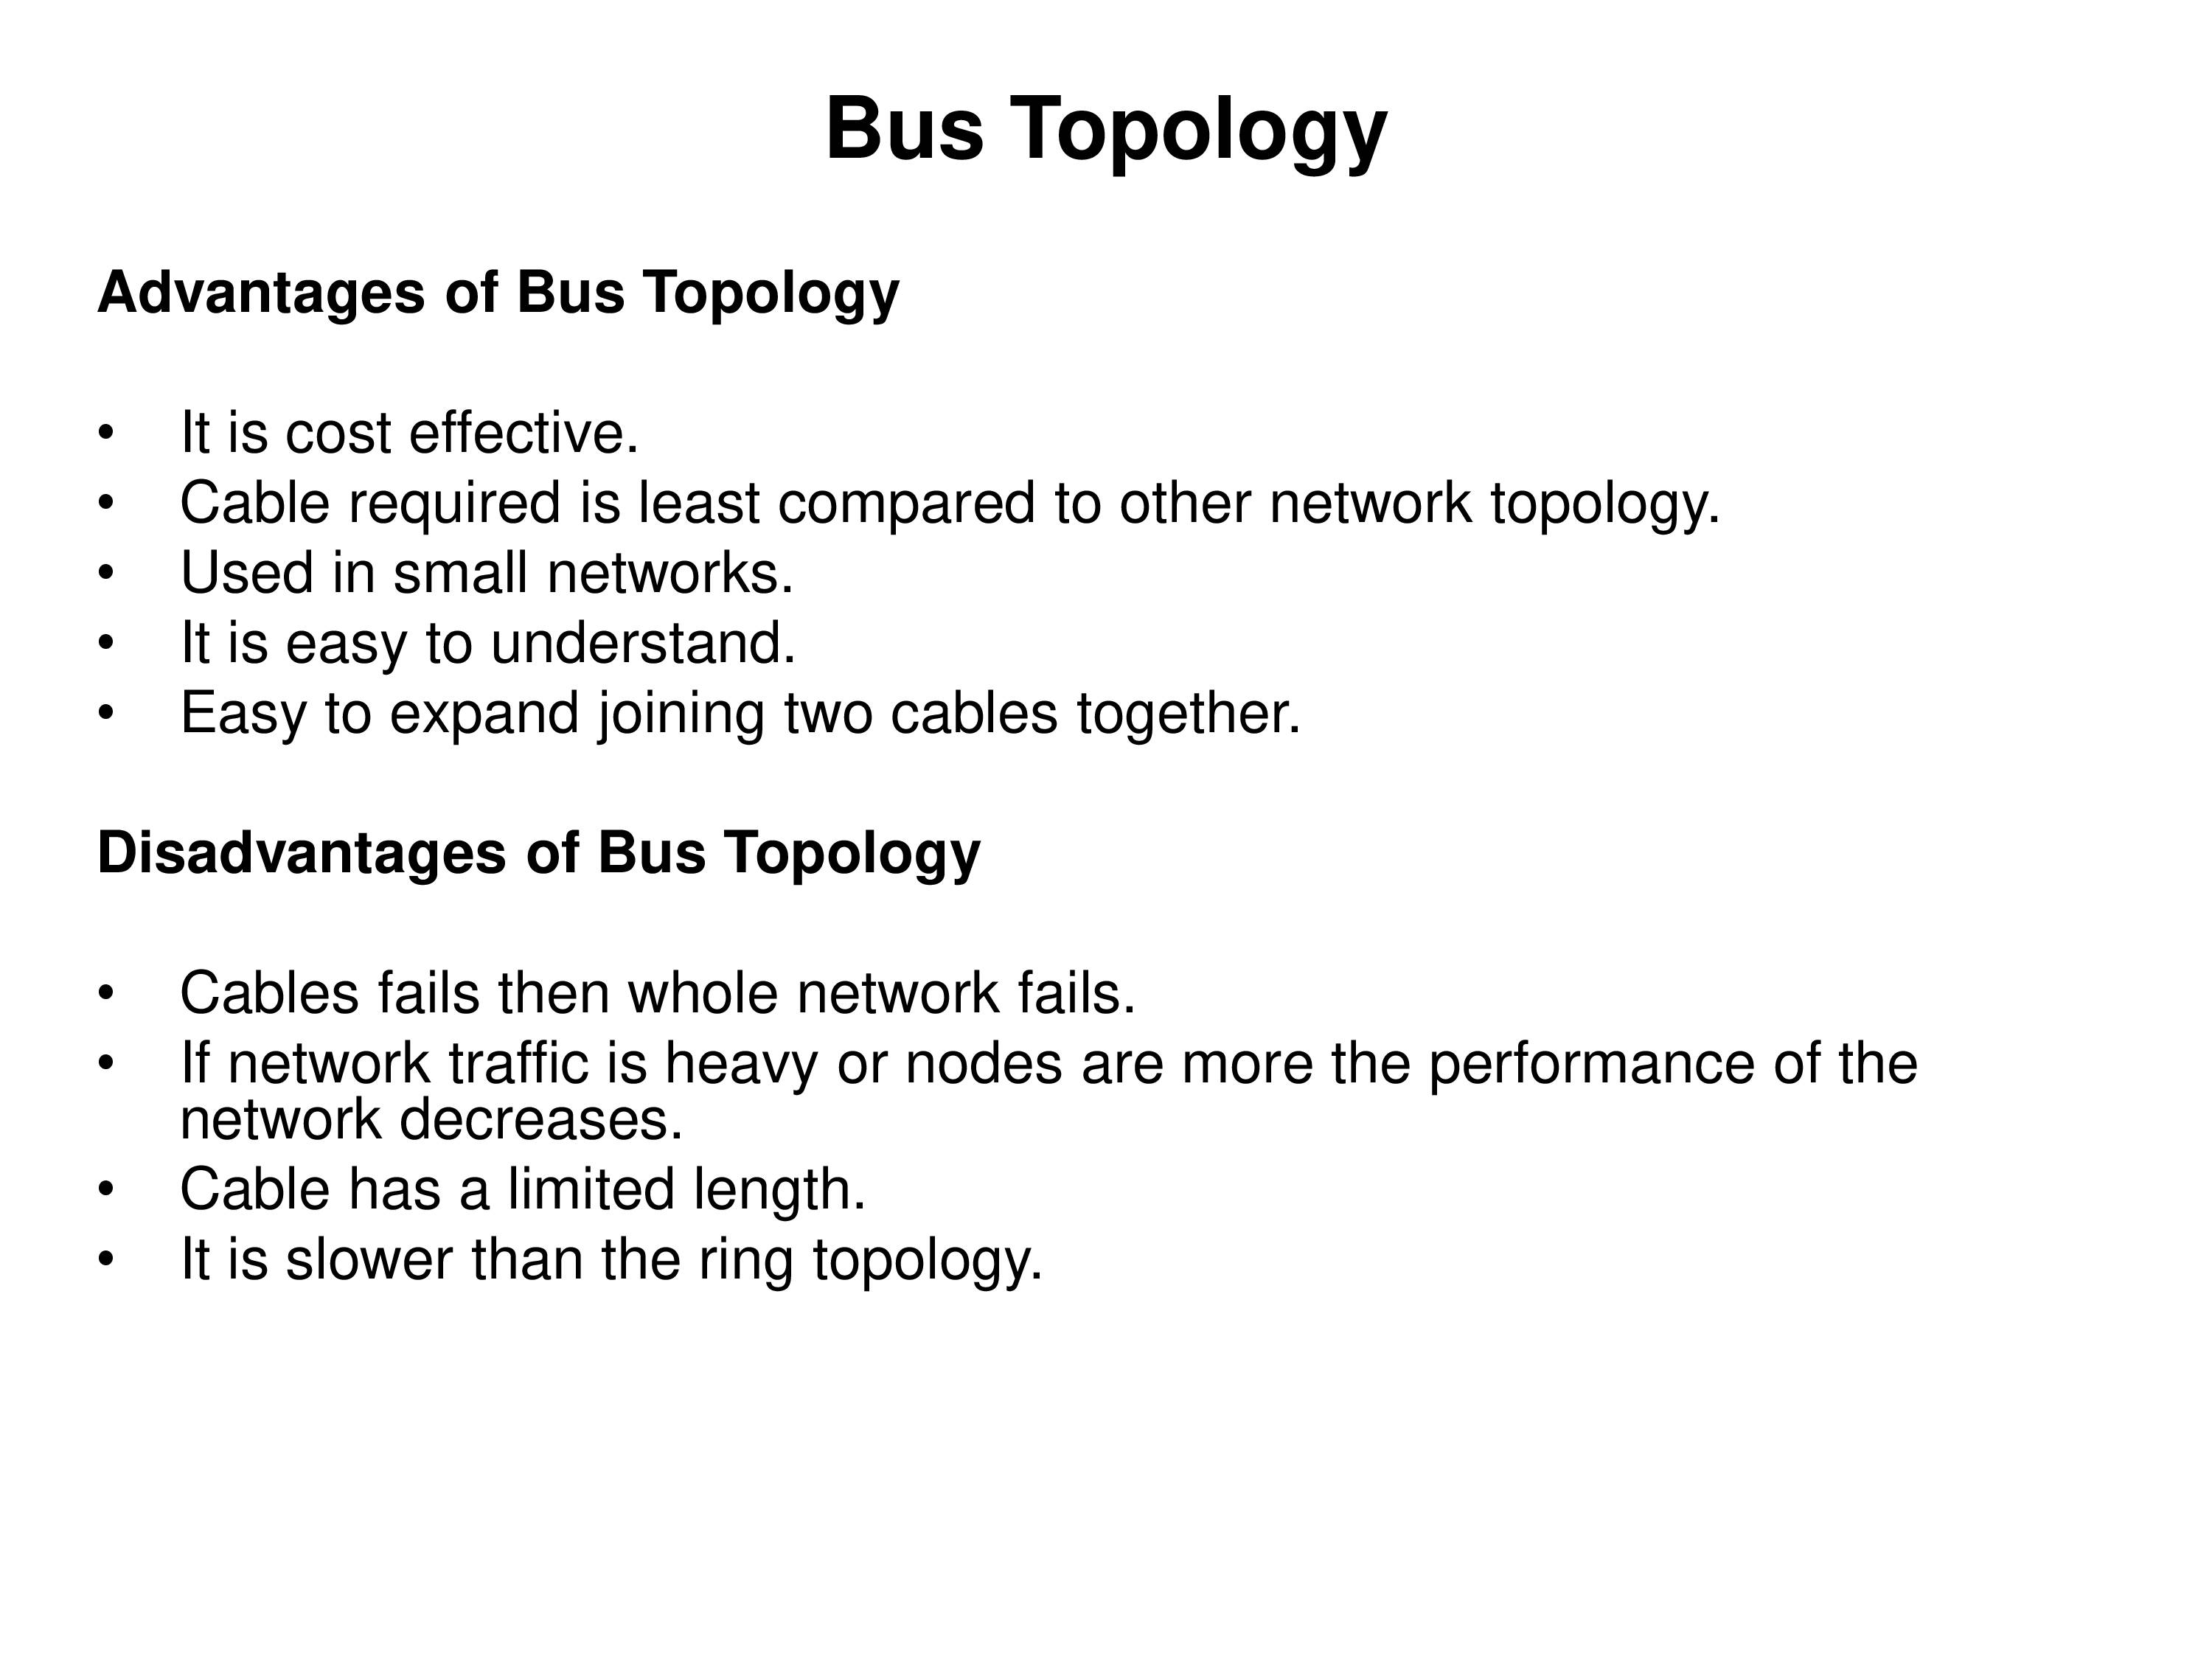 Bus Topology
Advantages of Bus Topology
• It is cost effective.
• Cable required is least compared to other network topology.
• Used in small networks.
• It is easy to understand.
• Easy to expand joining two cables together.
Disadvantages of Bus Topology
• Cables fails then whole network fails.
• If network traffic is heavy or nodes are more the performance of the
network decreases.
• Cable has a limited length.
• It is slower than the ring topology.